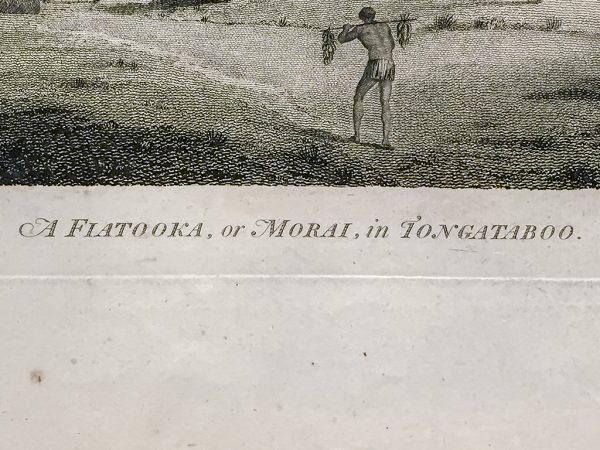 A FIATOOKA, or MORAI, in TONGATABOO.